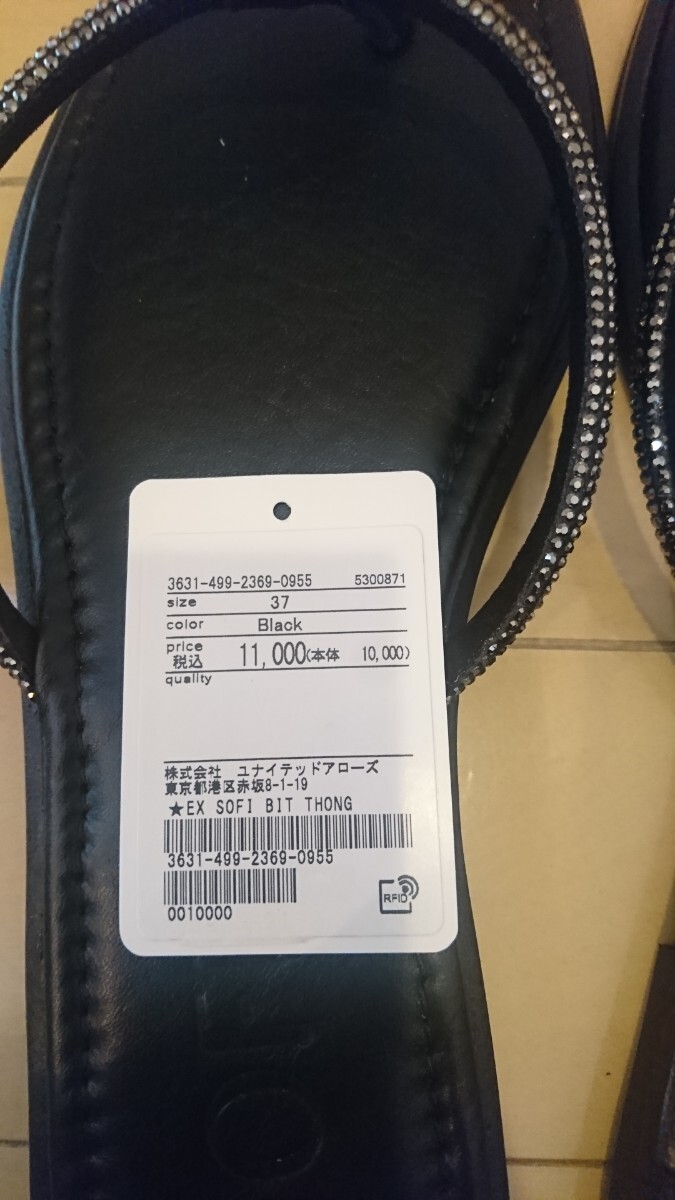 3631-499-2369-0955 5300871
size 37
color Black
price
税込 11,000(本体 10,000)
quality
株式会社 ユナイテッドアローズ
東京都港区赤坂8-1-19
★EX SOFI BIT THONG
3631-499-2369-0955
0010000
RFID